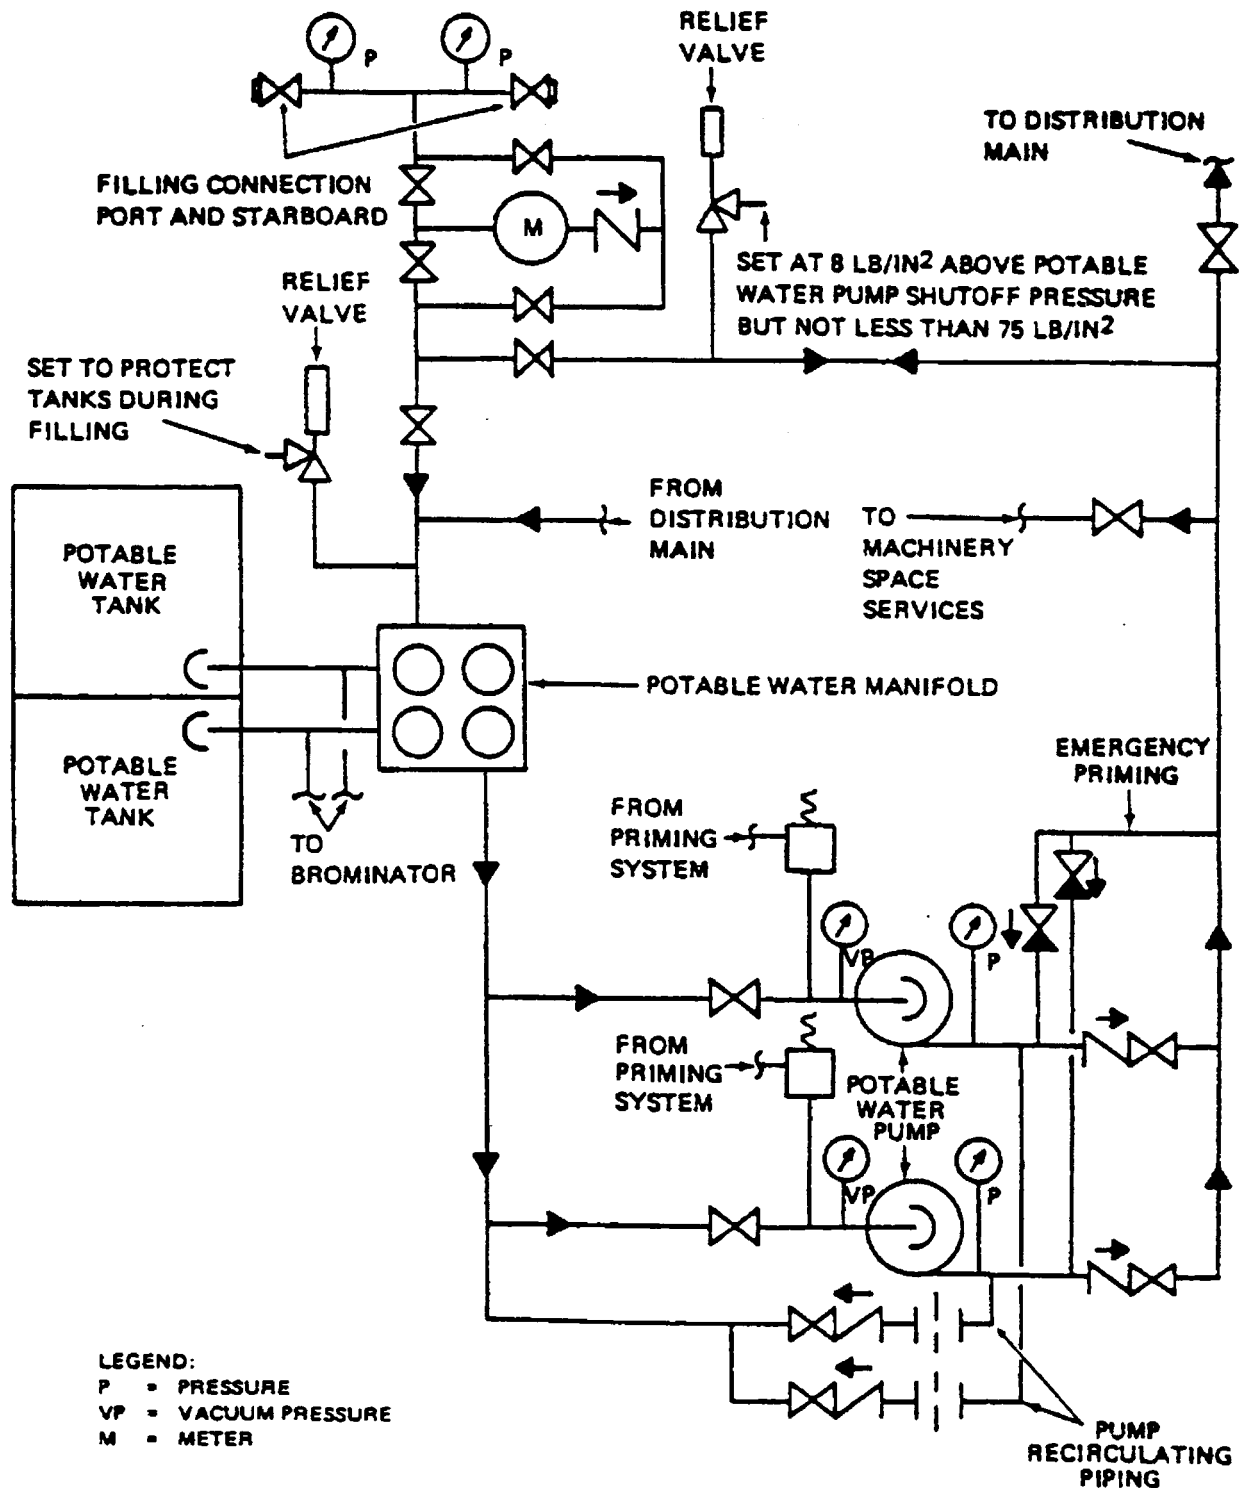 P
P
RELIEF
VALVE
TO DISTRIBUTION
MAIN
FILLING CONNECTION
PORT AND STARBOARD
M
SET AT 8 LB/IN² ABOVE POTABLE
WATER PUMP SHUTOFF PRESSURE
BUT NOT LESS THAN 75 LB/IN²
RELIEF
VALVE
SET TO PROTECT
TANKS DURING
FILLING
FROM
DISTRIBUTION
MAIN
TO
MACHINERY
SPACE
SERVICES
POTABLE
WATER
TANK
POTABLE WATER MANIFOLD
POTABLE
WATER
TANK
TO
BROMINATOR
EMERGENCY
PRIMING
FROM
PRIMING
SYSTEM
VP
P
FROM
PRIMING
SYSTEM
POTABLE
WATER
PUMP
VP
P
LEGEND:
P = PRESSURE
VP = VACUUM PRESSURE
M = METER
PUMP
RECIRCULATING
PIPING